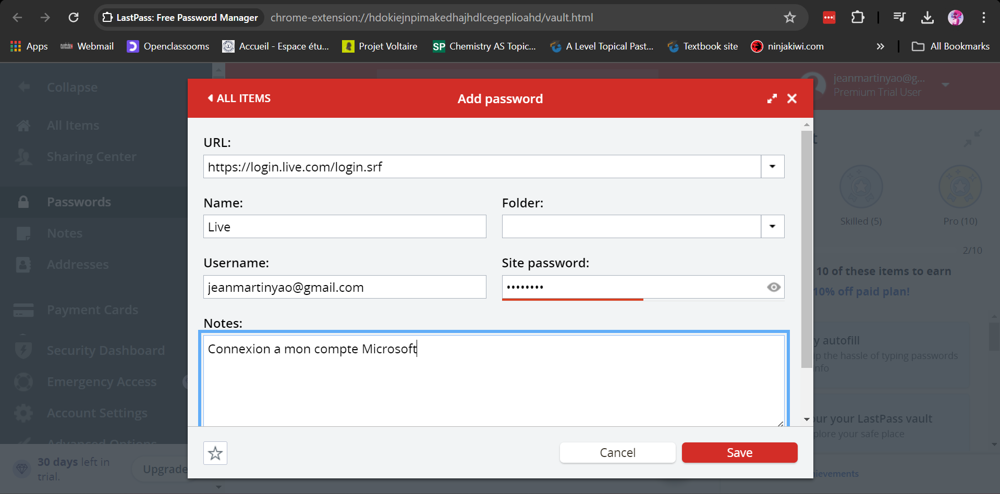 LastPass: Free Password Manager
chrome-extension://hdokiejnpimakedhajhdlcegeplioahd/vault.html
Apps
Webmail
Openclassooms
Accueil - Espace étu...
Projet Voltaire
SP Chemistry AS Topic...
A Level Topical Past...
Textbook site
ninjakiwi.com
»
All Bookmarks
Collapse
All Items
Sharing Center
Passwords
Notes
Addresses
Payment Cards
Security Dashboard
Emergency Access
Account Settings
Advanced Options
30 days left in
trial.
Upgrade
jeanmartinyao@g...
Premium Trial User
ALL ITEMS
Add password
URL:
https://login.live.com/login.srf
Name:
Folder:
Live
Username:
Site password:
jeanmartinyao@gmail.com
••••••••
Notes:
Connexion a mon compte Microsoft
Cancel
Save
t
Skilled (5)
Pro (10)
2/10
10 of these items to earn
10% off paid plan!
y autofill
ip the hassle of typing passwords
nfo
our your LastPass vault
plore your safe place
hievements